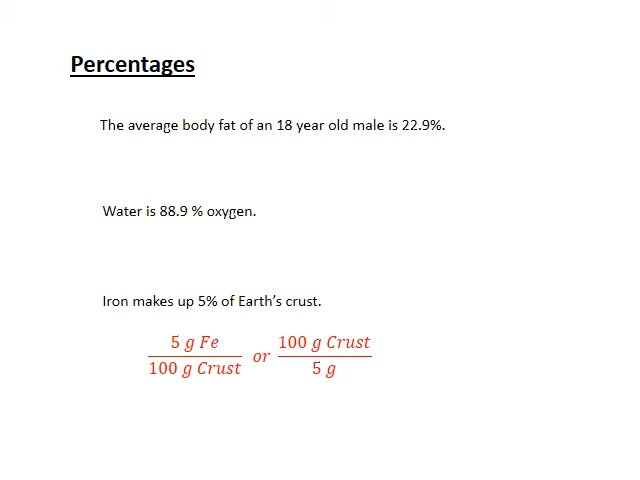 Percentages
The average body fat of an 18 year old male is 22.9%.
Water is 88.9 % oxygen.
Iron makes up 5% of Earth’s crust.
5 g Fe / 100 g Crust or 100 g Crust / 5 g